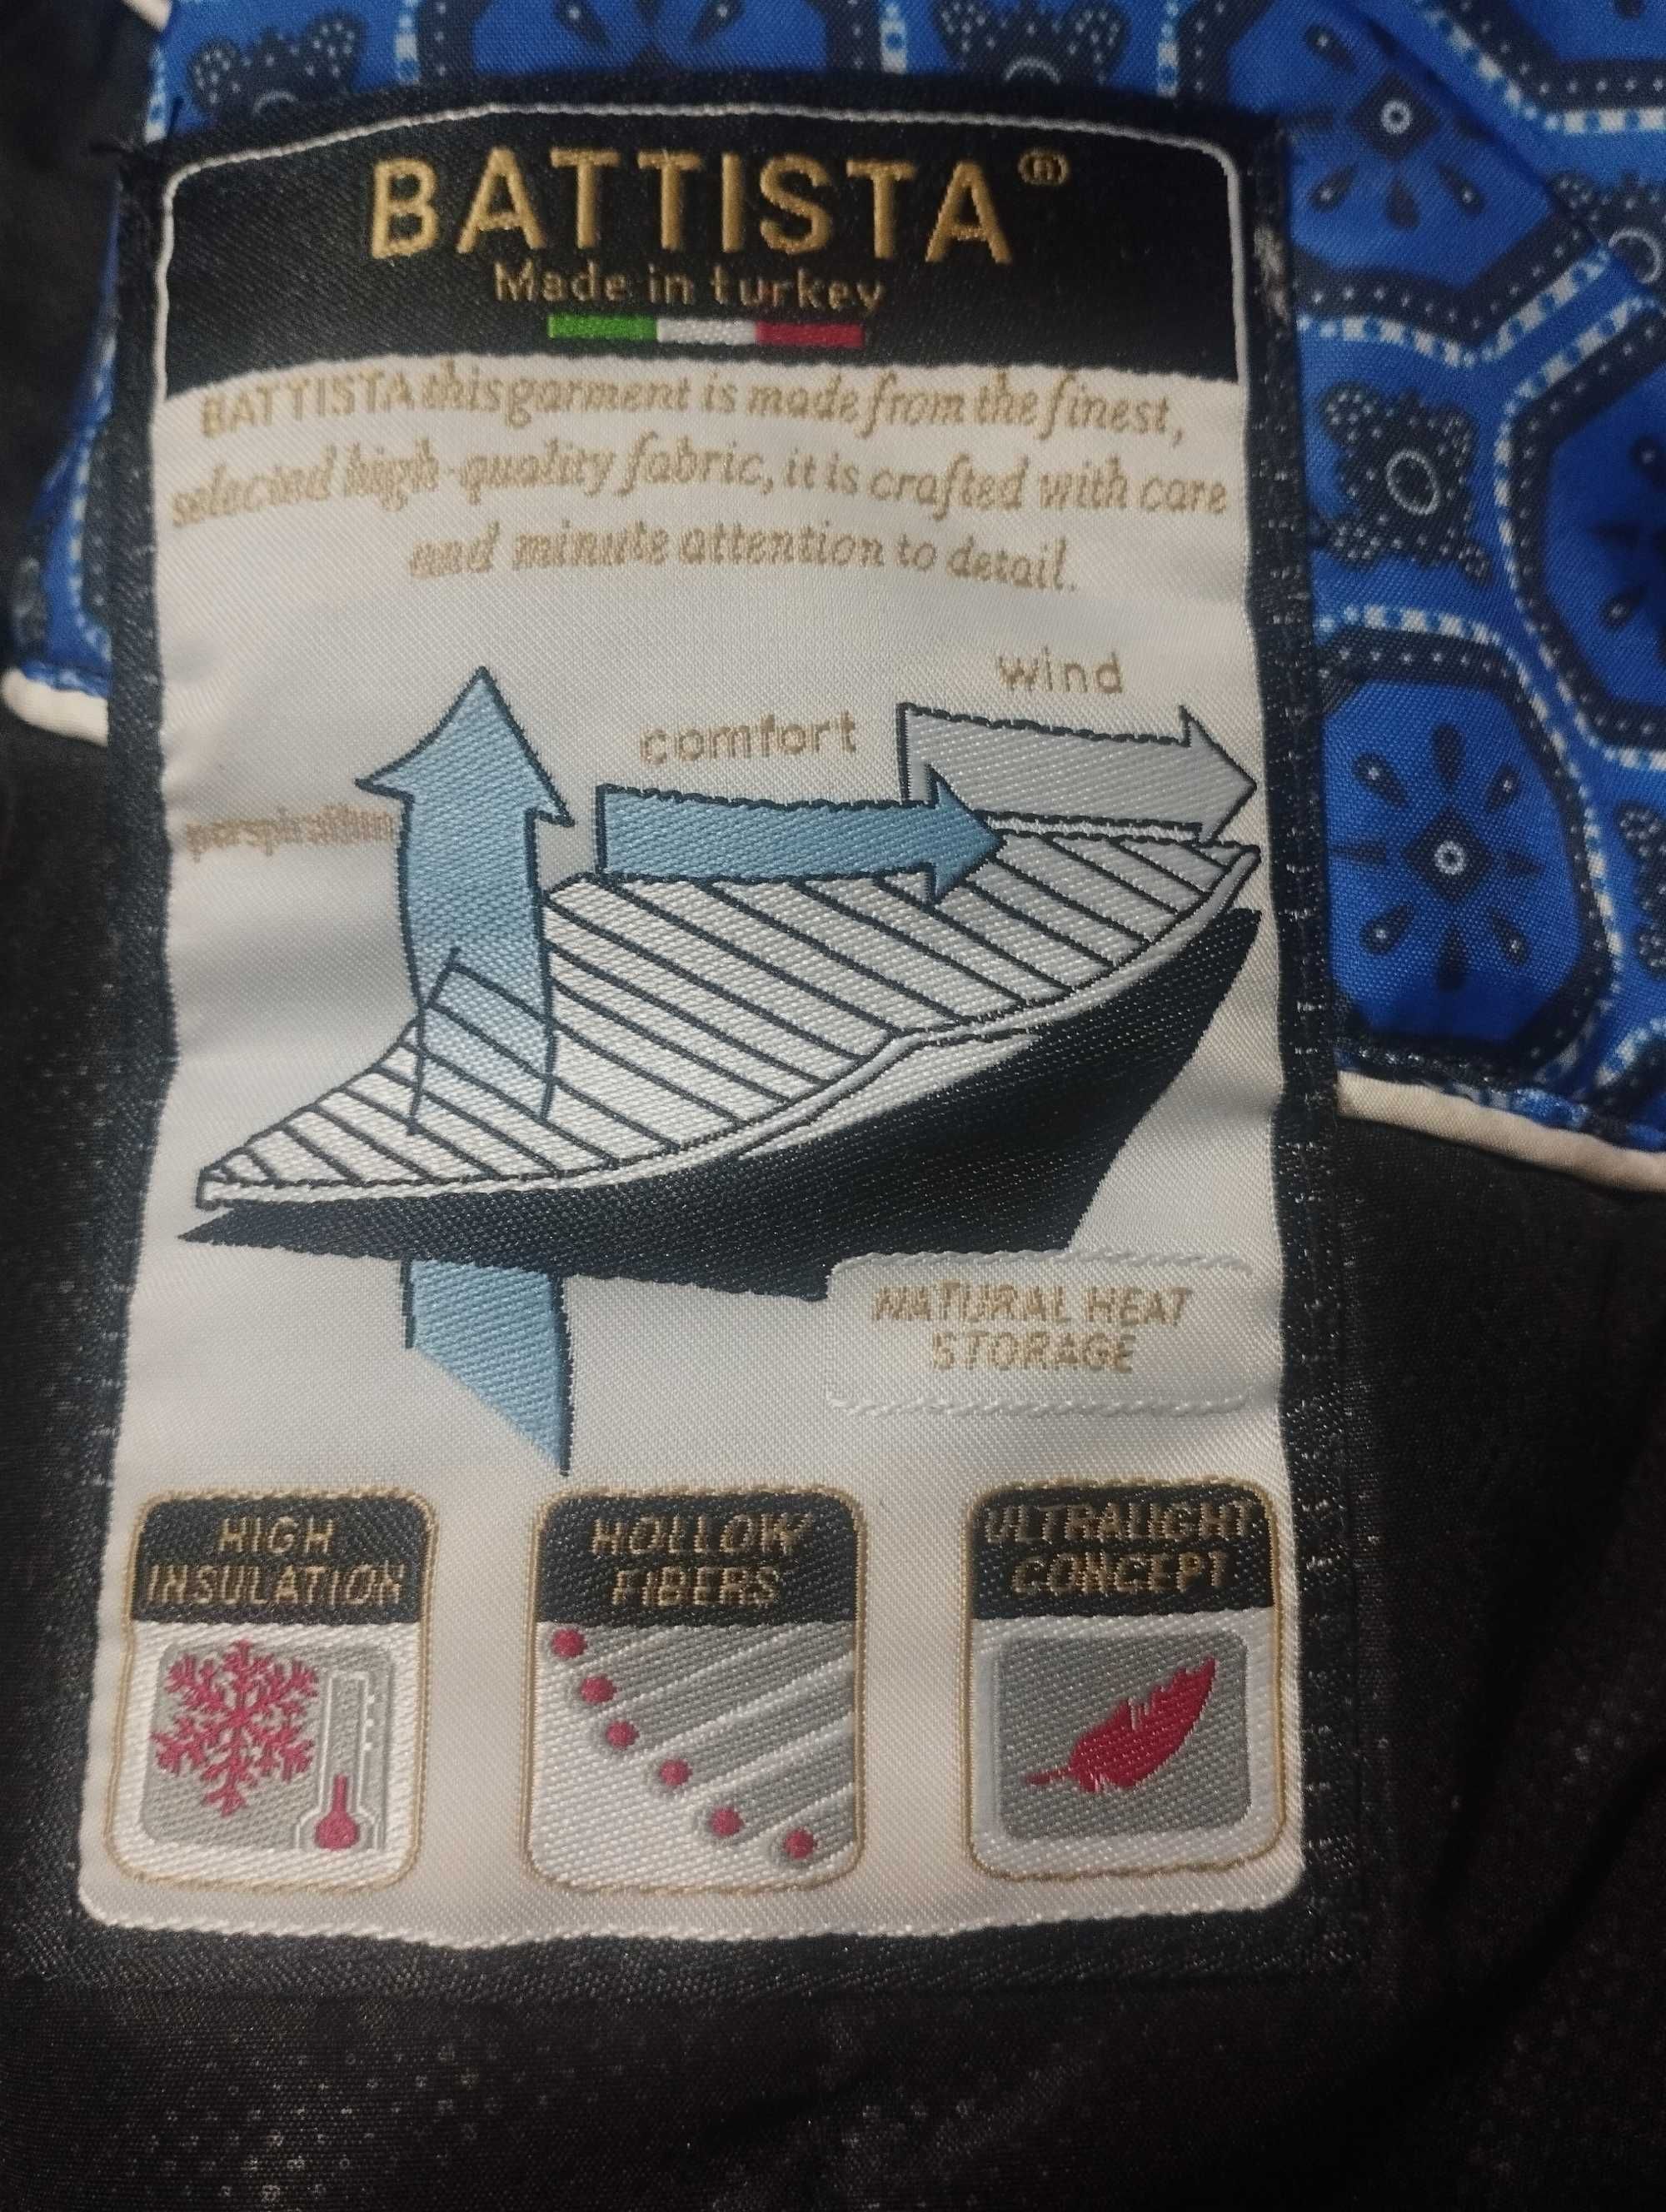 BATTISTA®
Made in turkey
BATTISTA this garment is made from the finest,
selected high-quality fabric, it is crafted with care
and minute attention to detail.
wind
comfort
perspiration
NATURAL HEAT
STORAGE
HIGH
INSULATION
HOLLOW
FIBERS
ULTRALIGHT
CONCEPT